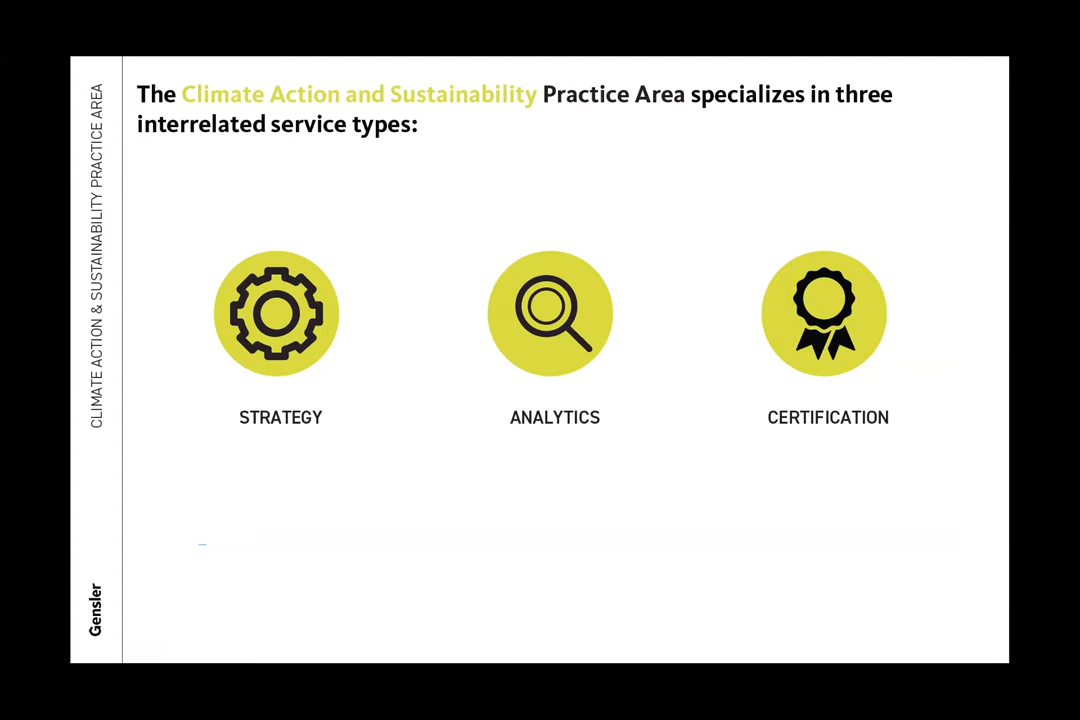 The Climate Action and Sustainability Practice Area specializes in three
interrelated service types:
STRATEGY
ANALYTICS
CERTIFICATION
CLIMATE ACTION & SUSTAINABILITY PRACTICE AREA
Gensler